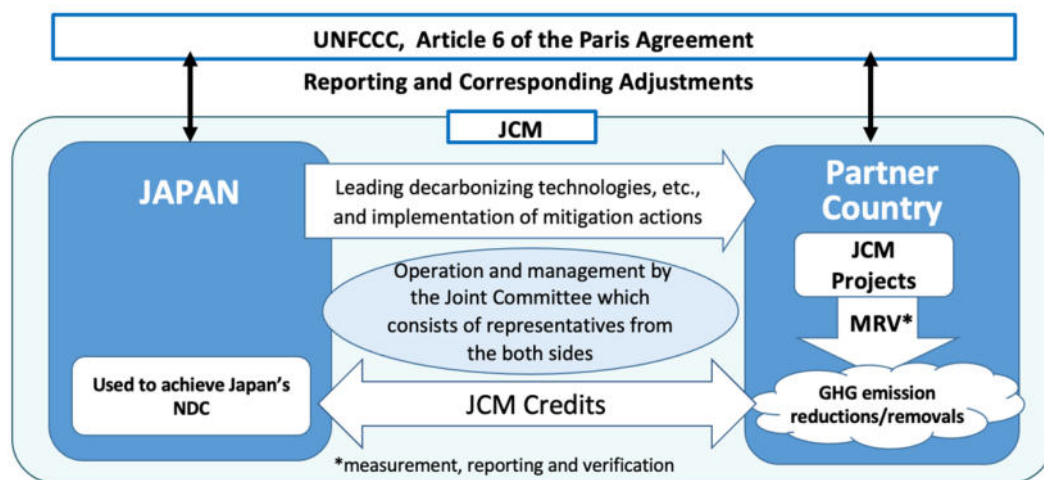 UNFCCC, Article 6 of the Paris Agreement
Reporting and Corresponding Adjustments
JCM
JAPAN
Leading decarbonizing technologies, etc.,
and implementation of mitigation actions
Partner
Country
JCM
Projects
MRV*
Operation and management by
the Joint Committee which
consists of representatives from
the both sides
Used to achieve Japan's
NDC
JCM Credits
GHG emission
reductions/removals
*measurement, reporting and verification